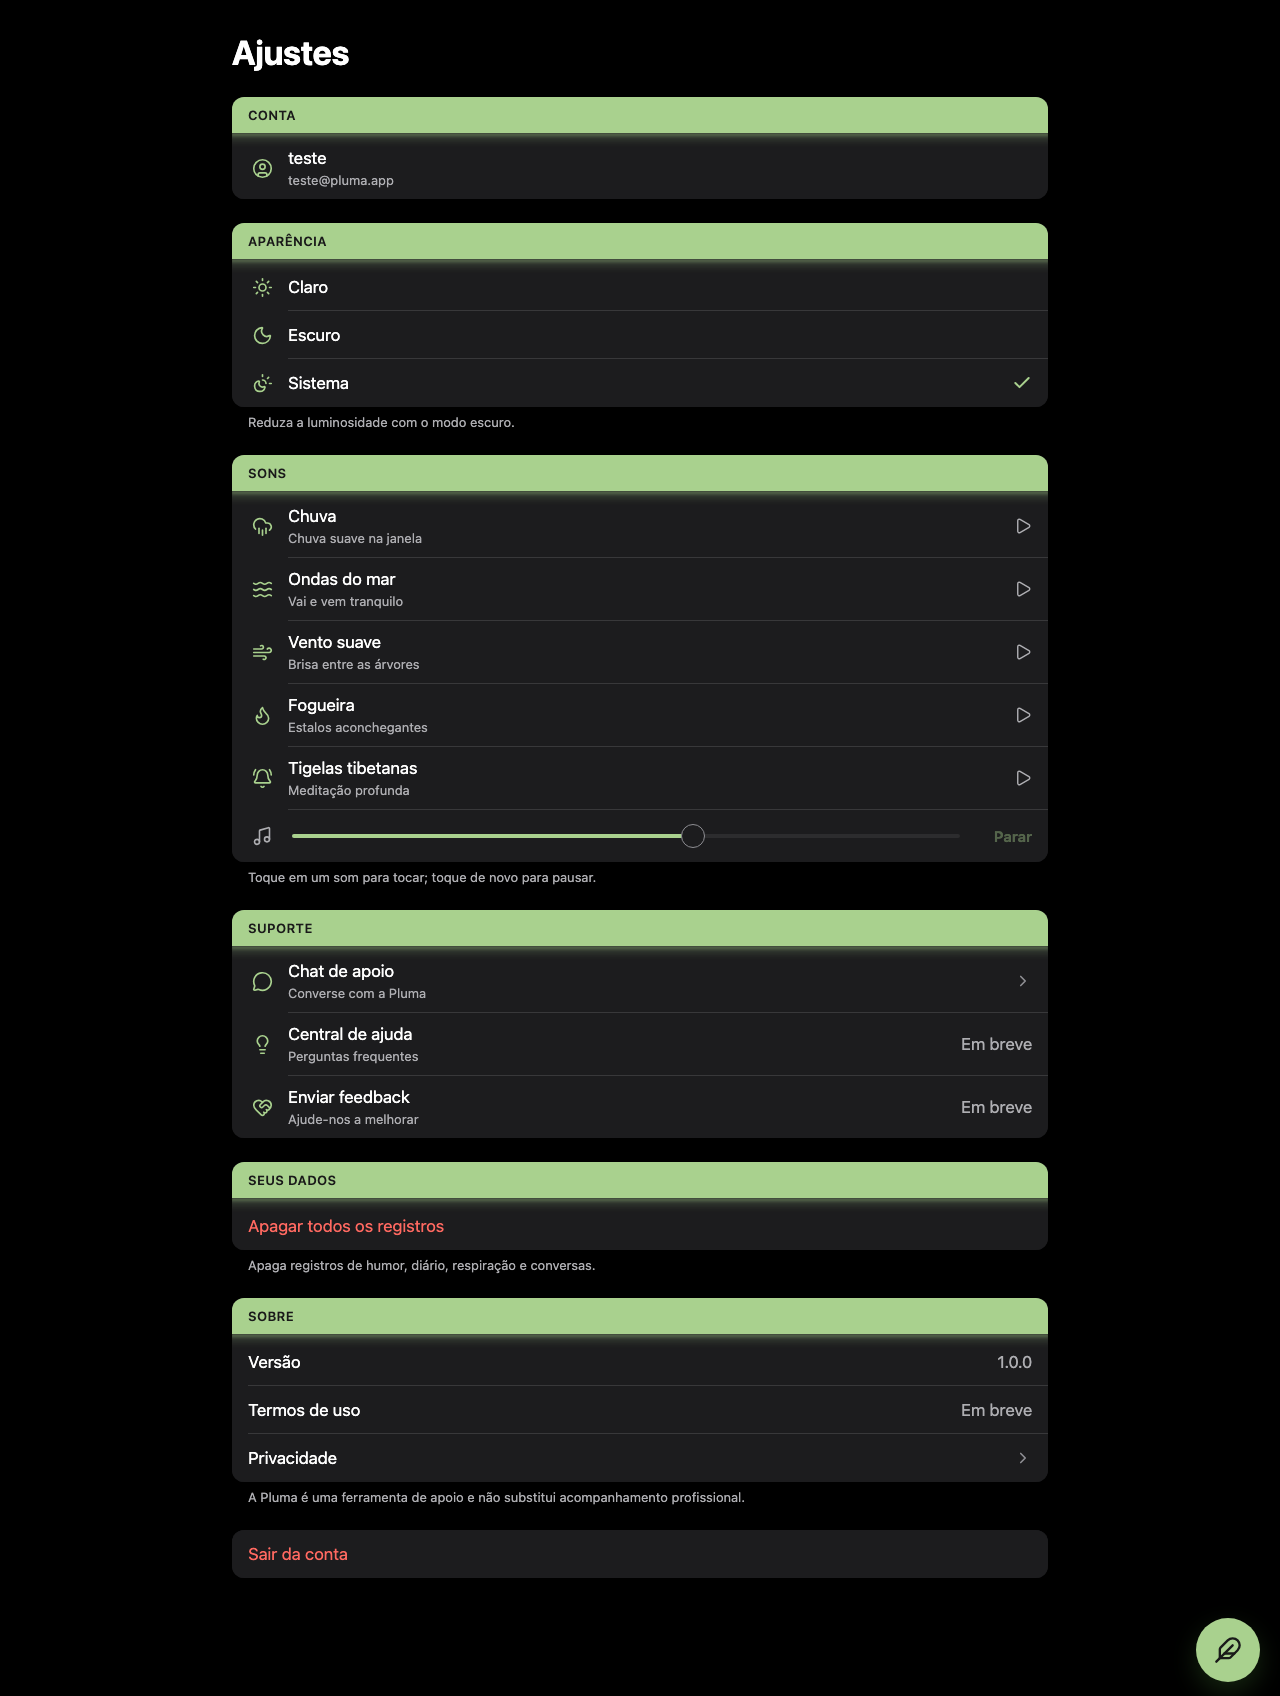 Ajustes
CONTA
teste
teste@pluma.app
APARÊNCIA
Claro
Escuro
Sistema
Reduza a luminosidade com o modo escuro.
SONS
Chuva
Chuva suave na janela
Ondas do mar
Vai e vem tranquilo
Vento suave
Brisa entre as árvores
Fogueira
Estalos aconchegantes
Tigelas tibetanas
Meditação profunda
Parar
Toque em um som para tocar; toque de novo para pausar.
SUPORTE
Chat de apoio
Converse com a Pluma
Central de ajuda
Perguntas frequentes
Em breve
Enviar feedback
Ajude-nos a melhorar
Em breve
SEUS DADOS
Apagar todos os registros
Apaga registros de humor, diário, respiração e conversas.
SOBRE
Versão 1.0.0
Termos de uso Em breve
Privacidade
A Pluma é uma ferramenta de apoio e não substitui acompanhamento profissional.
Sair da conta